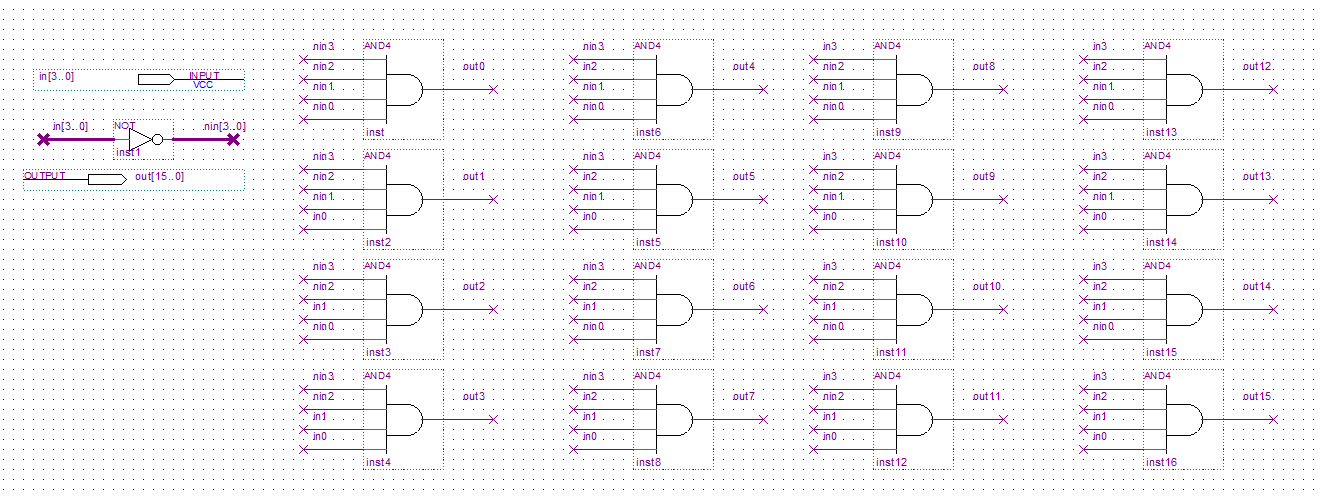 in[3..0]
INPUT
VCC
in[3..0]
NOT
nin[3..0]
inst1
OUTPUT
out[15..0]
nin3
AND4
nin2
out0
nin1
nin0
inst
nin3
AND4
nin2
out1
nin1
in0
inst2
nin3
AND4
nin2
out2
in1
nin0
inst3
nin3
AND4
nin2
out3
in1
in0
inst4
nin3
AND4
in2
out4
nin1
nin0
inst6
nin3
AND4
in2
out5
nin1
in0
inst5
nin3
AND4
in2
out6
in1
nin0
inst7
nin3
AND4
in2
out7
in1
in0
inst8
in3
AND4
nin2
out8
nin1
nin0
inst9
in3
AND4
nin2
out9
nin1
in0
inst10
in3
AND4
nin2
out10
in1
nin0
inst11
in3
AND4
nin2
out11
in1
in0
inst12
in3
AND4
in2
out12
nin1
nin0
inst13
in3
AND4
in2
out13
nin1
in0
inst14
in3
AND4
in2
out14
in1
nin0
inst15
in3
AND4
in2
out15
in1
in0
inst16